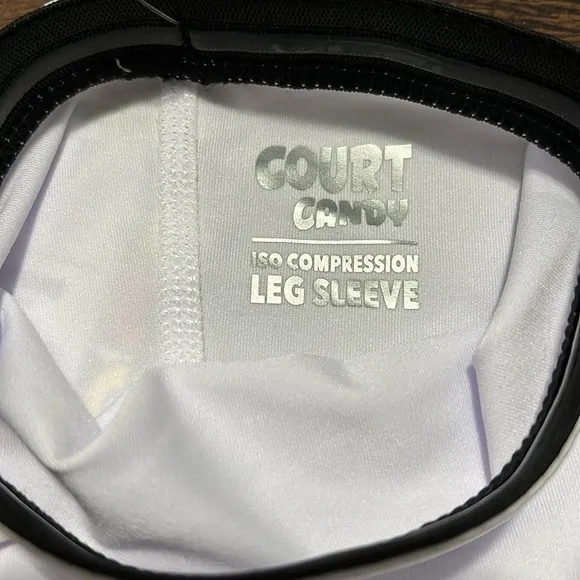 COURT
CANDY
ISO COMPRESSION
LEG SLEEVE